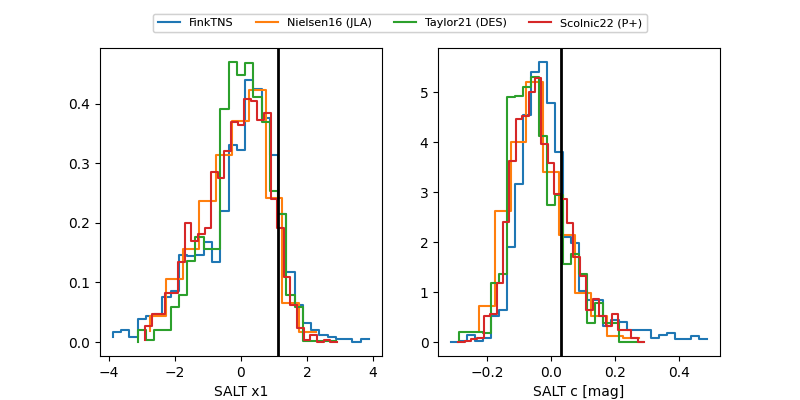 FinkTNS Nielsen16 (JLA) Taylor21 (DES) Scolnic22 (P+)
0.4
0.3
0.2
0.1
0.0
−4 −2 0 2 4
SALT x1
5
4
3
2
1
0
−0.2 0.0 0.2 0.4
SALT c [mag]